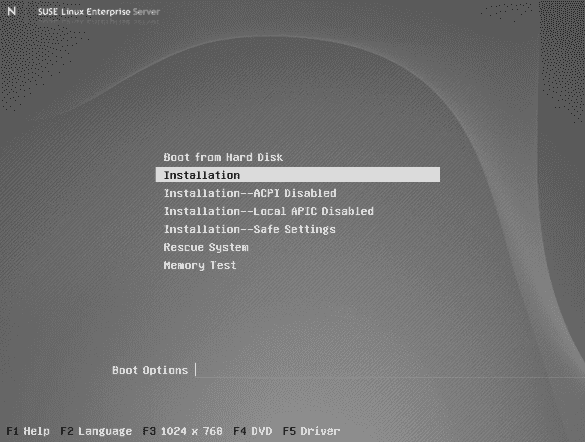 N SUSE Linux Enterprise Server
Boot from Hard Disk
Installation
Installation--ACPI Disabled
Installation--Local APIC Disabled
Installation--Safe Settings
Rescue System
Memory Test
Boot Options
F1 Help F2 Language F3 1024 x 768 F4 DVD F5 Driver